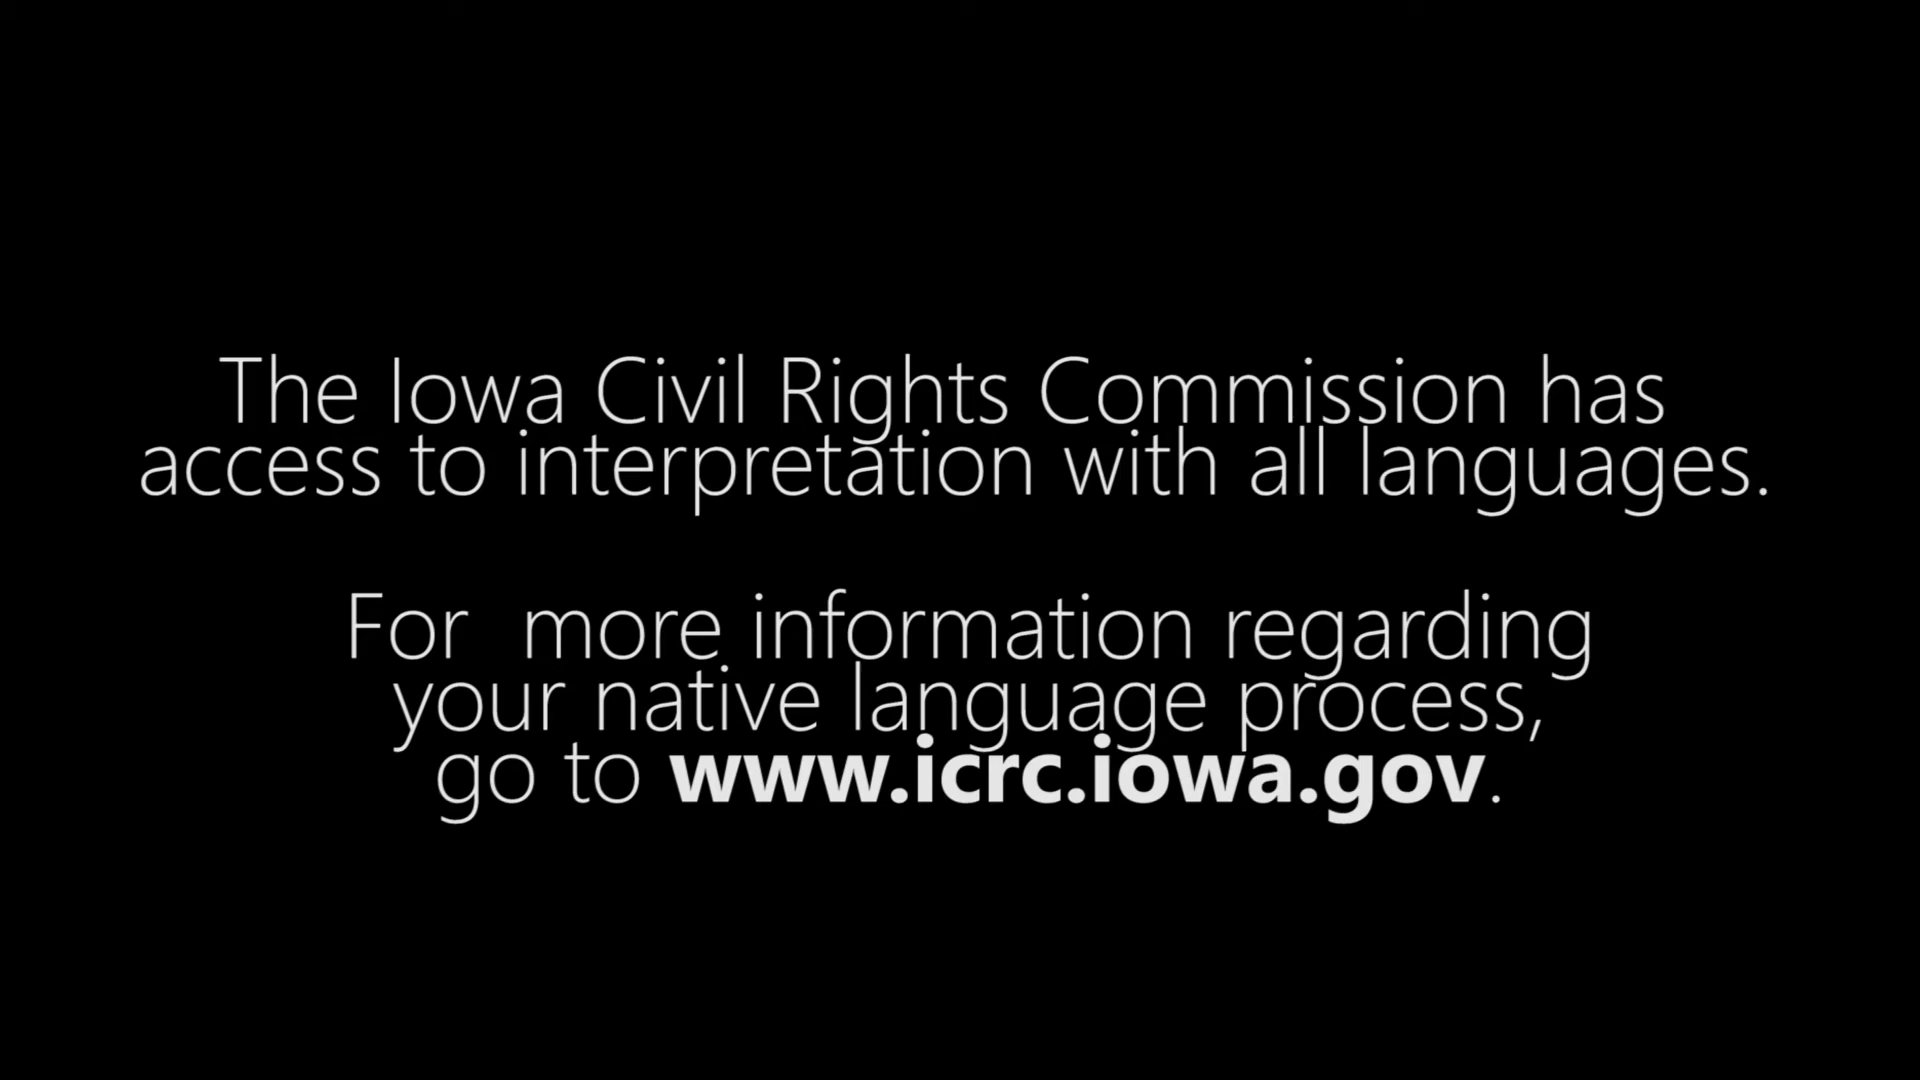 The Iowa Civil Rights Commission has
access to interpretation with all languages.
For  more information regarding
your native language process,
go to www.icrc.iowa.gov.